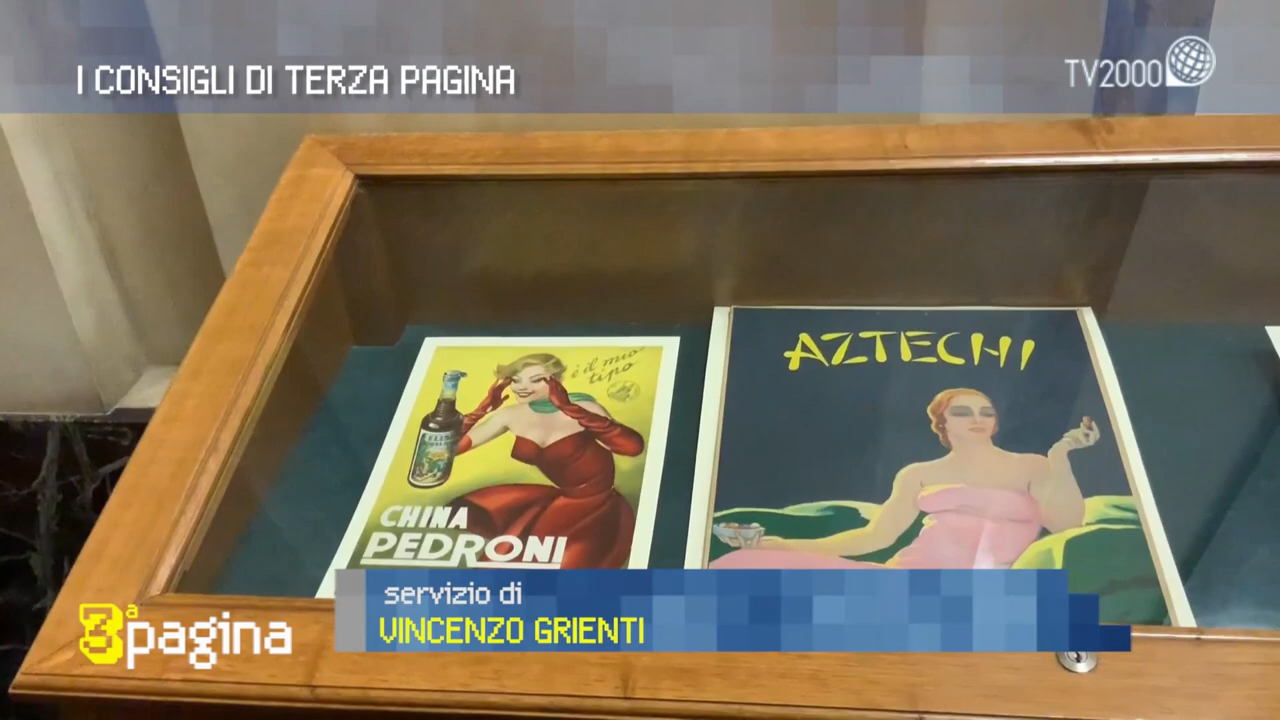 I CONSIGLI DI TERZA PAGINA
TV2000
AZTECHI
è il mio
tipo
CHINA
PEDRONI
servizio di
VINCENZO GRIENTI
3ª pagina